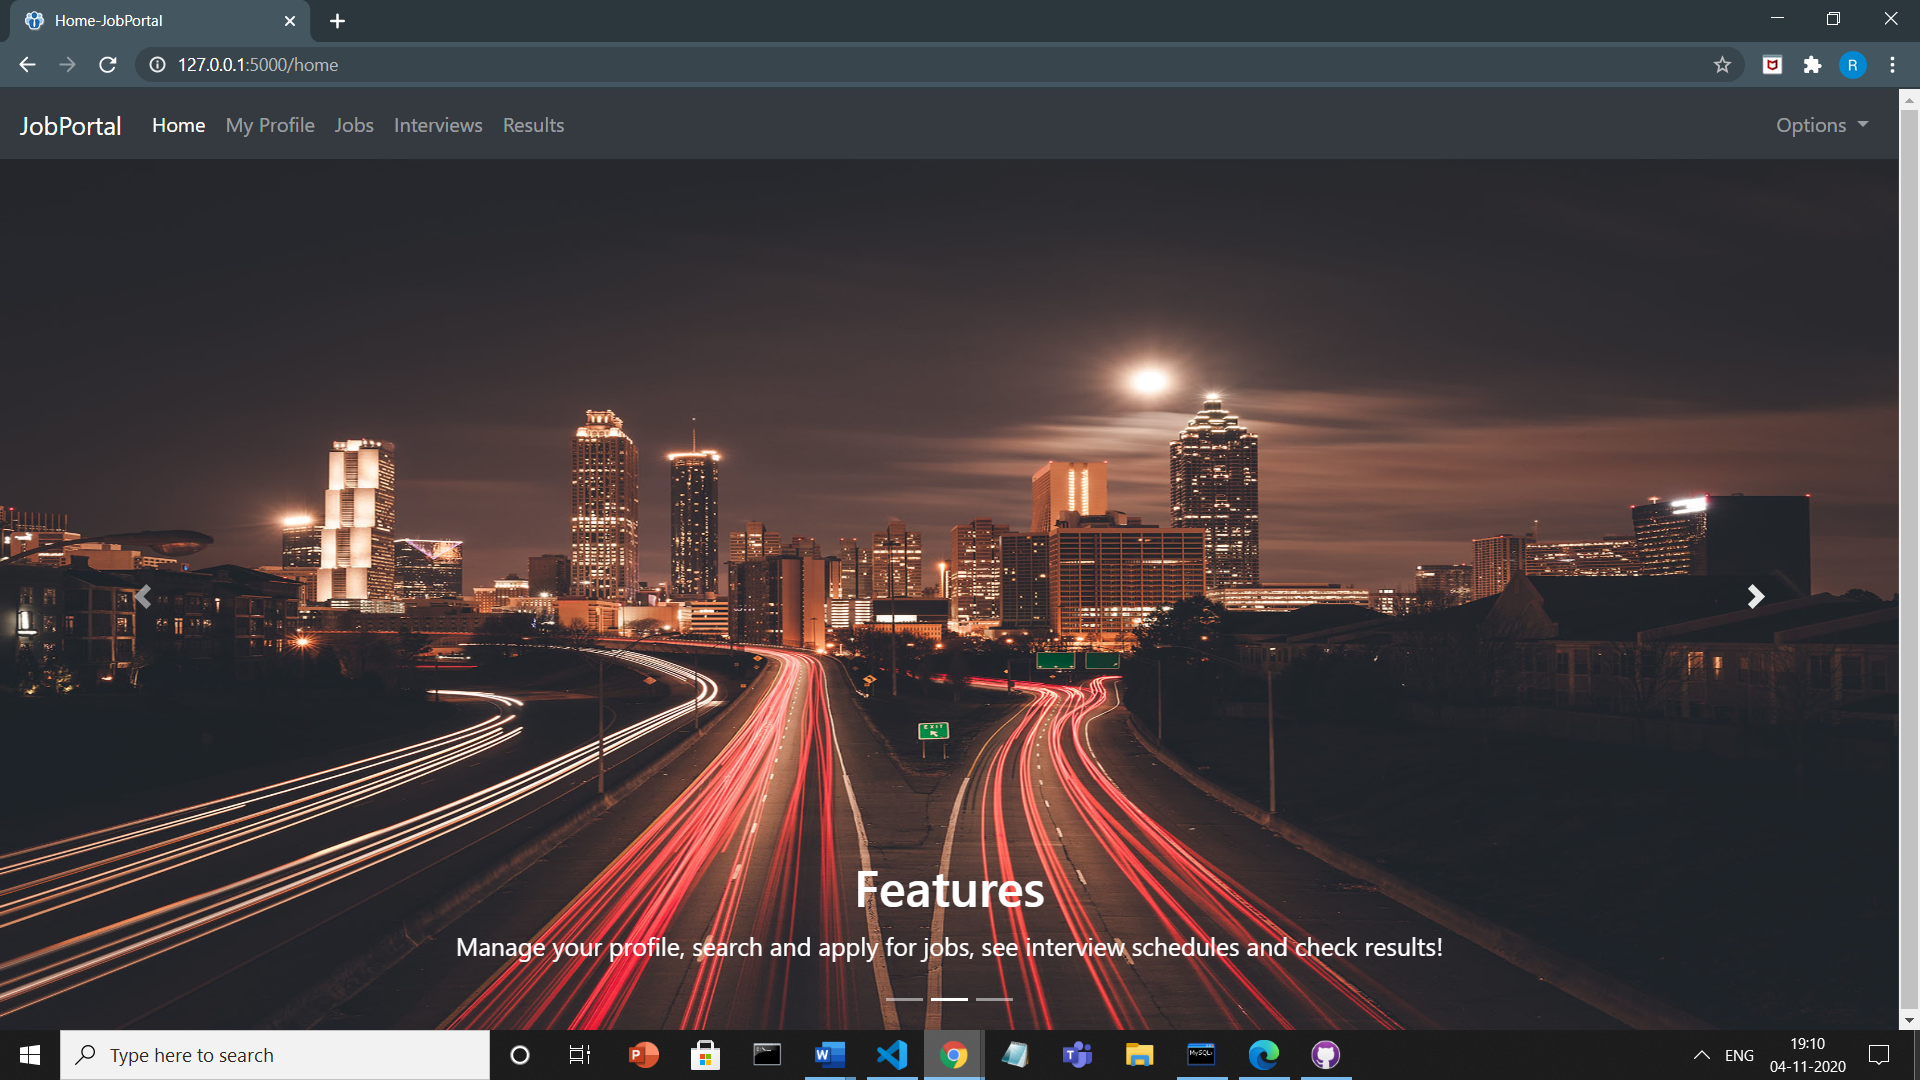 Home-JobPortal
127.0.0.1:5000/home
R
JobPortal Home My Profile Jobs Interviews Results Options
EXIT
Features
Manage your profile, search and apply for jobs, see interview schedules and check results!
Type here to search
ENG
19:10
04-11-2020